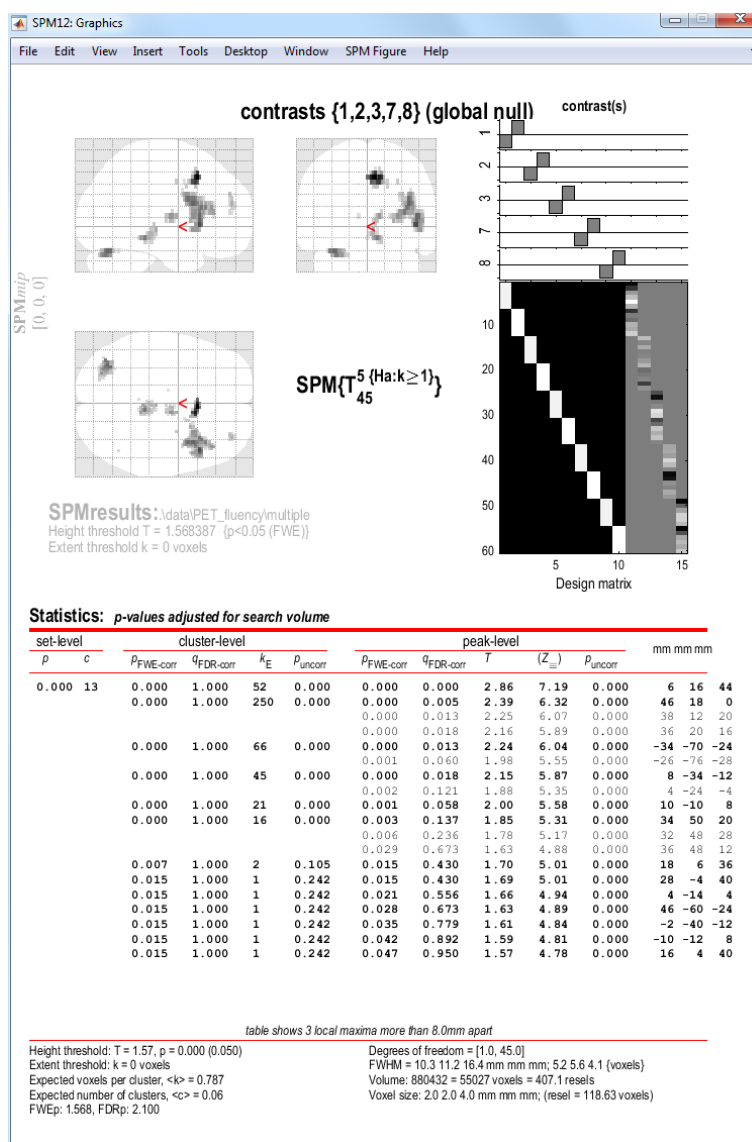 SPM12: Graphics
File Edit View Insert Tools Desktop Window SPM Figure Help
contrasts {1,2,3,7,8} (global null)
contrast(s)
1
2
3
7
8
SPMmip
[0, 0, 0]
<
<
<
SPM{T 5 {Ha:k≥1} 45}
10
20
30
40
50
60
5 10 15
Design matrix
SPMresults: .\data\PET_fluency\multiple
Height threshold T = 1.568387 {p<0.05 (FWE)}
Extent threshold k = 0 voxels
Statistics: p-values adjusted for search volume
set-level cluster-level peak-level mm mm mm
p c pFWE-corr qFDR-corr kE puncorr pFWE-corr qFDR-corr T (Z≡) puncorr
0.000 13 0.000 1.000 52 0.000 0.000 0.000 2.86 7.19 0.000 6 16 44
0.000 1.000 250 0.000 0.000 0.005 2.39 6.32 0.000 46 18 0
0.000 0.013 2.25 6.07 0.000 38 12 20
0.000 0.018 2.16 5.89 0.000 36 20 16
0.000 1.000 66 0.000 0.000 0.013 2.24 6.04 0.000 -34 -70 -24
0.001 0.060 1.98 5.55 0.000 -26 -76 -28
0.000 1.000 45 0.000 0.000 0.018 2.15 5.87 0.000 8 -34 -12
0.002 0.121 1.88 5.35 0.000 4 -24 -4
0.000 1.000 21 0.000 0.001 0.058 2.00 5.58 0.000 10 -10 8
0.000 1.000 16 0.000 0.003 0.137 1.85 5.31 0.000 34 50 20
0.006 0.236 1.78 5.17 0.000 32 48 28
0.029 0.673 1.63 4.88 0.000 36 48 12
0.007 1.000 2 0.105 0.015 0.430 1.70 5.01 0.000 18 6 36
0.015 1.000 1 0.242 0.015 0.430 1.69 5.01 0.000 28 -4 40
0.015 1.000 1 0.242 0.021 0.556 1.66 4.94 0.000 4 -14 4
0.015 1.000 1 0.242 0.028 0.673 1.63 4.89 0.000 46 -60 -24
0.015 1.000 1 0.242 0.035 0.779 1.61 4.84 0.000 -2 -40 -12
0.015 1.000 1 0.242 0.042 0.892 1.59 4.81 0.000 -10 -12 8
0.015 1.000 1 0.242 0.047 0.950 1.57 4.78 0.000 16 4 40
table shows 3 local maxima more than 8.0mm apart
Height threshold: T = 1.57, p = 0.000 (0.050)
Extent threshold: k = 0 voxels
Expected voxels per cluster, <k> = 0.787
Expected number of clusters, <c> = 0.06
FWEp: 1.568, FDRp: 2.100
Degrees of freedom = [1.0, 45.0]
FWHM = 10.3 11.2 16.4 mm mm mm; 5.2 5.6 4.1 {voxels}
Volume: 880432 = 55027 voxels = 407.1 resels
Voxel size: 2.0 2.0 4.0 mm mm mm; (resel = 118.63 voxels)